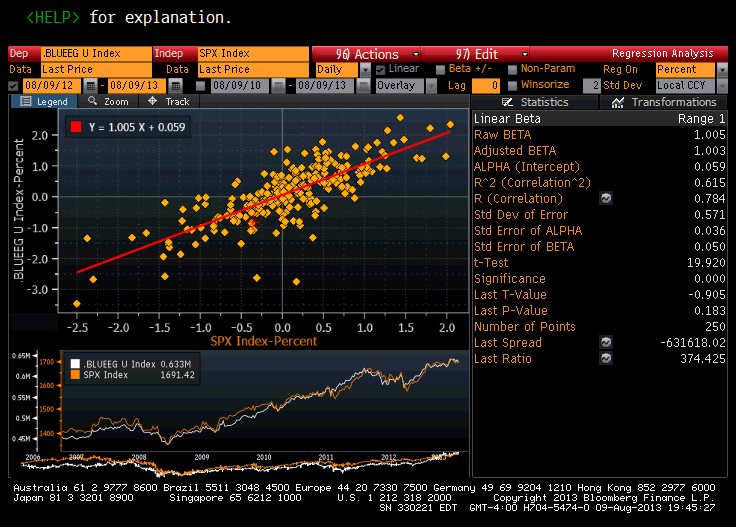 <HELP> for explanation.
Dep .BLUEEG U Index Indep SPX Index 96) Actions 97) Edit Regression Analysis
Data Last Price Data Last Price Daily Linear Beta +/- Non-Param Reg On Percent
08/09/12 - 08/09/13 08/09/10 - 08/09/12 Overlay Lag 0 Winsorize 2 Std Dev Local CCY
Legend Zoom Track Statistics Transformations
Y = 1.005 X + 0.059
.BLUEEG U Index-Percent
2.0
1.0
0.0
-1.0
-2.0
-3.0
-2.5 -2.0 -1.5 -1.0 -0.5 0.0 0.5 1.0 1.5 2.0
SPX Index-Percent
Linear Beta Range 1
Raw BETA 1.005
Adjusted BETA 1.003
ALPHA (Intercept) 0.059
R^2 (Correlation^2) 0.615
R (Correlation) 0.784
Std Dev of Error 0.571
Std Error of ALPHA 0.036
Std Error of BETA 0.050
t-Test 19.920
Significance 0.000
Last T-Value -0.905
Last P-Value 0.183
Number of Points 250
Last Spread -631618.02
Last Ratio 374.425
.BLUEEG U Index 0.633M
SPX Index 1691.42
0.65M 1700
0.6M 1600
0.55M
0.5M 1500
0.45M 1400
2006 2007 2008 2009 2010 2011 2012 2013
Australia 61 2 9777 8600 Brazil 5511 3048 4500 Europe 44 20 7330 7500 Germany 49 69 9204 1210 Hong Kong 852 2977 6000
Japan 81 3 3201 8900 Singapore 65 6212 1000 U.S. 1 212 318 2000 Copyright 2013 Bloomberg Finance L.P.
SN 330221 EDT GMT-4:00 H704-5474-0 09-Aug-2013 19:45:27